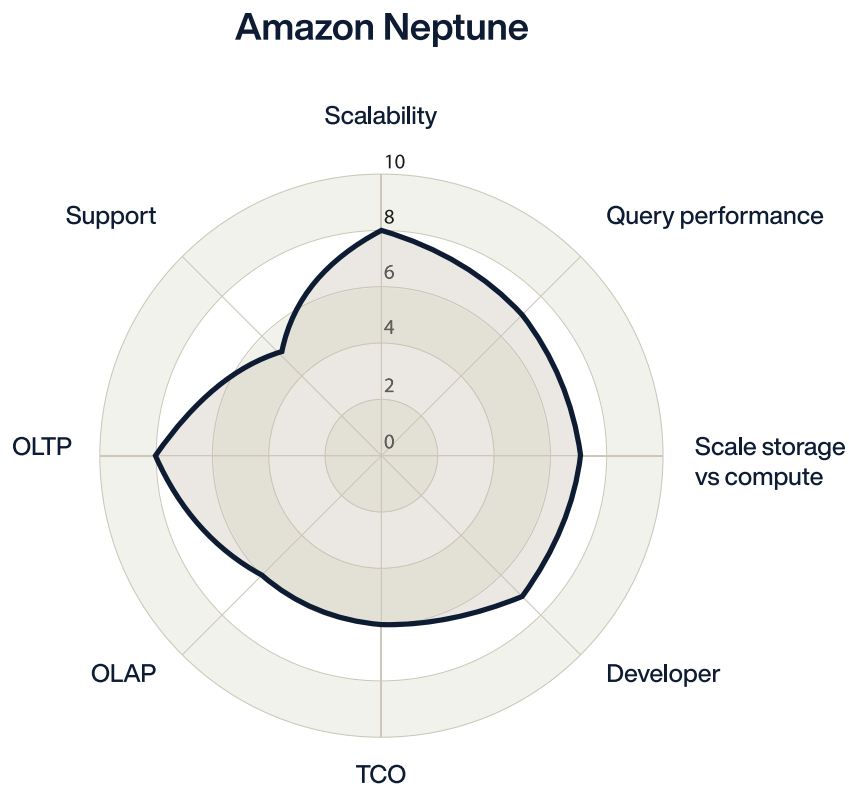 Amazon Neptune
Scalability
10
Support
8
Query performance
6
4
2
0
OLTP
Scale storage
vs compute
OLAP
Developer
TCO